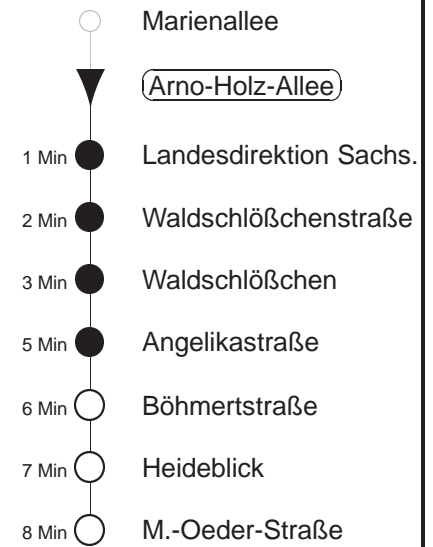 Marienallee
Arno-Holz-Allee
1 Min Landesdirektion Sachs.
2 Min Waldschlößchenstraße
3 Min Waldschlößchen
5 Min Angelikastraße
6 Min Böhmertstraße
7 Min Heideblick
8 Min M.-Oeder-Straße